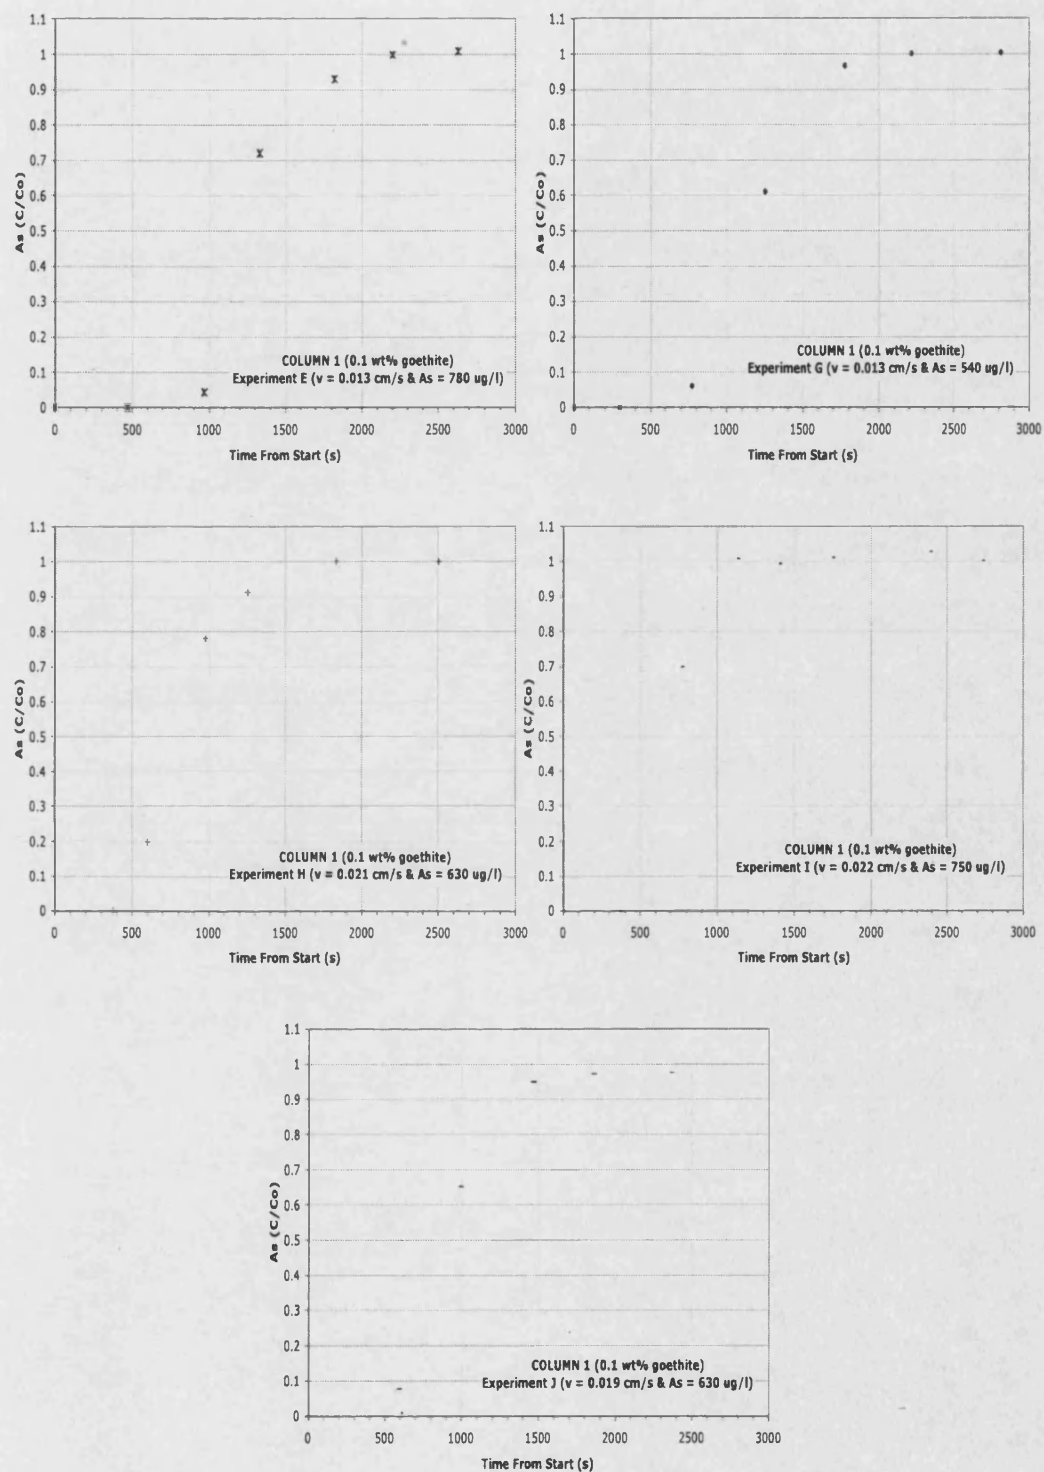 1.1
1
0.9
0.8
0.7
0.6
0.5
0.4
0.3
0.2
0.1
0
As (C/Co)
COLUMN 1 (0.1 wt% goethite)
Experiment E (v = 0.013 cm/s & As = 780 ug/l)
0 500 1000 1500 2000 2500 3000
Time From Start (s)
1.1
1
0.9
0.8
0.7
0.6
0.5
0.4
0.3
0.2
0.1
0
As (C/Co)
COLUMN 1 (0.1 wt% goethite)
Experiment G (v = 0.013 cm/s & As = 540 ug/l)
0 500 1000 1500 2000 2500 3000
Time From Start (s)
1.1
1
0.9
0.8
0.7
0.6
0.5
0.4
0.3
0.2
0.1
0
As (C/Co)
COLUMN 1 (0.1 wt% goethite)
Experiment H (v = 0.021 cm/s & As = 630 ug/l)
0 500 1000 1500 2000 2500 3000
Time From Start (s)
1.1
1
0.9
0.8
0.7
0.6
0.5
0.4
0.3
0.2
0.1
0
As (C/Co)
COLUMN 1 (0.1 wt% goethite)
Experiment I (v = 0.022 cm/s & As = 750 ug/l)
0 500 1000 1500 2000 2500 3000
Time From Start (s)
1.1
1
0.9
0.8
0.7
0.6
0.5
0.4
0.3
0.2
0.1
0
As (C/Co)
COLUMN 1 (0.1 wt% goethite)
Experiment J (v = 0.019 cm/s & As = 630 ug/l)
0 500 1000 1500 2000 2500 3000
Time From Start (s)